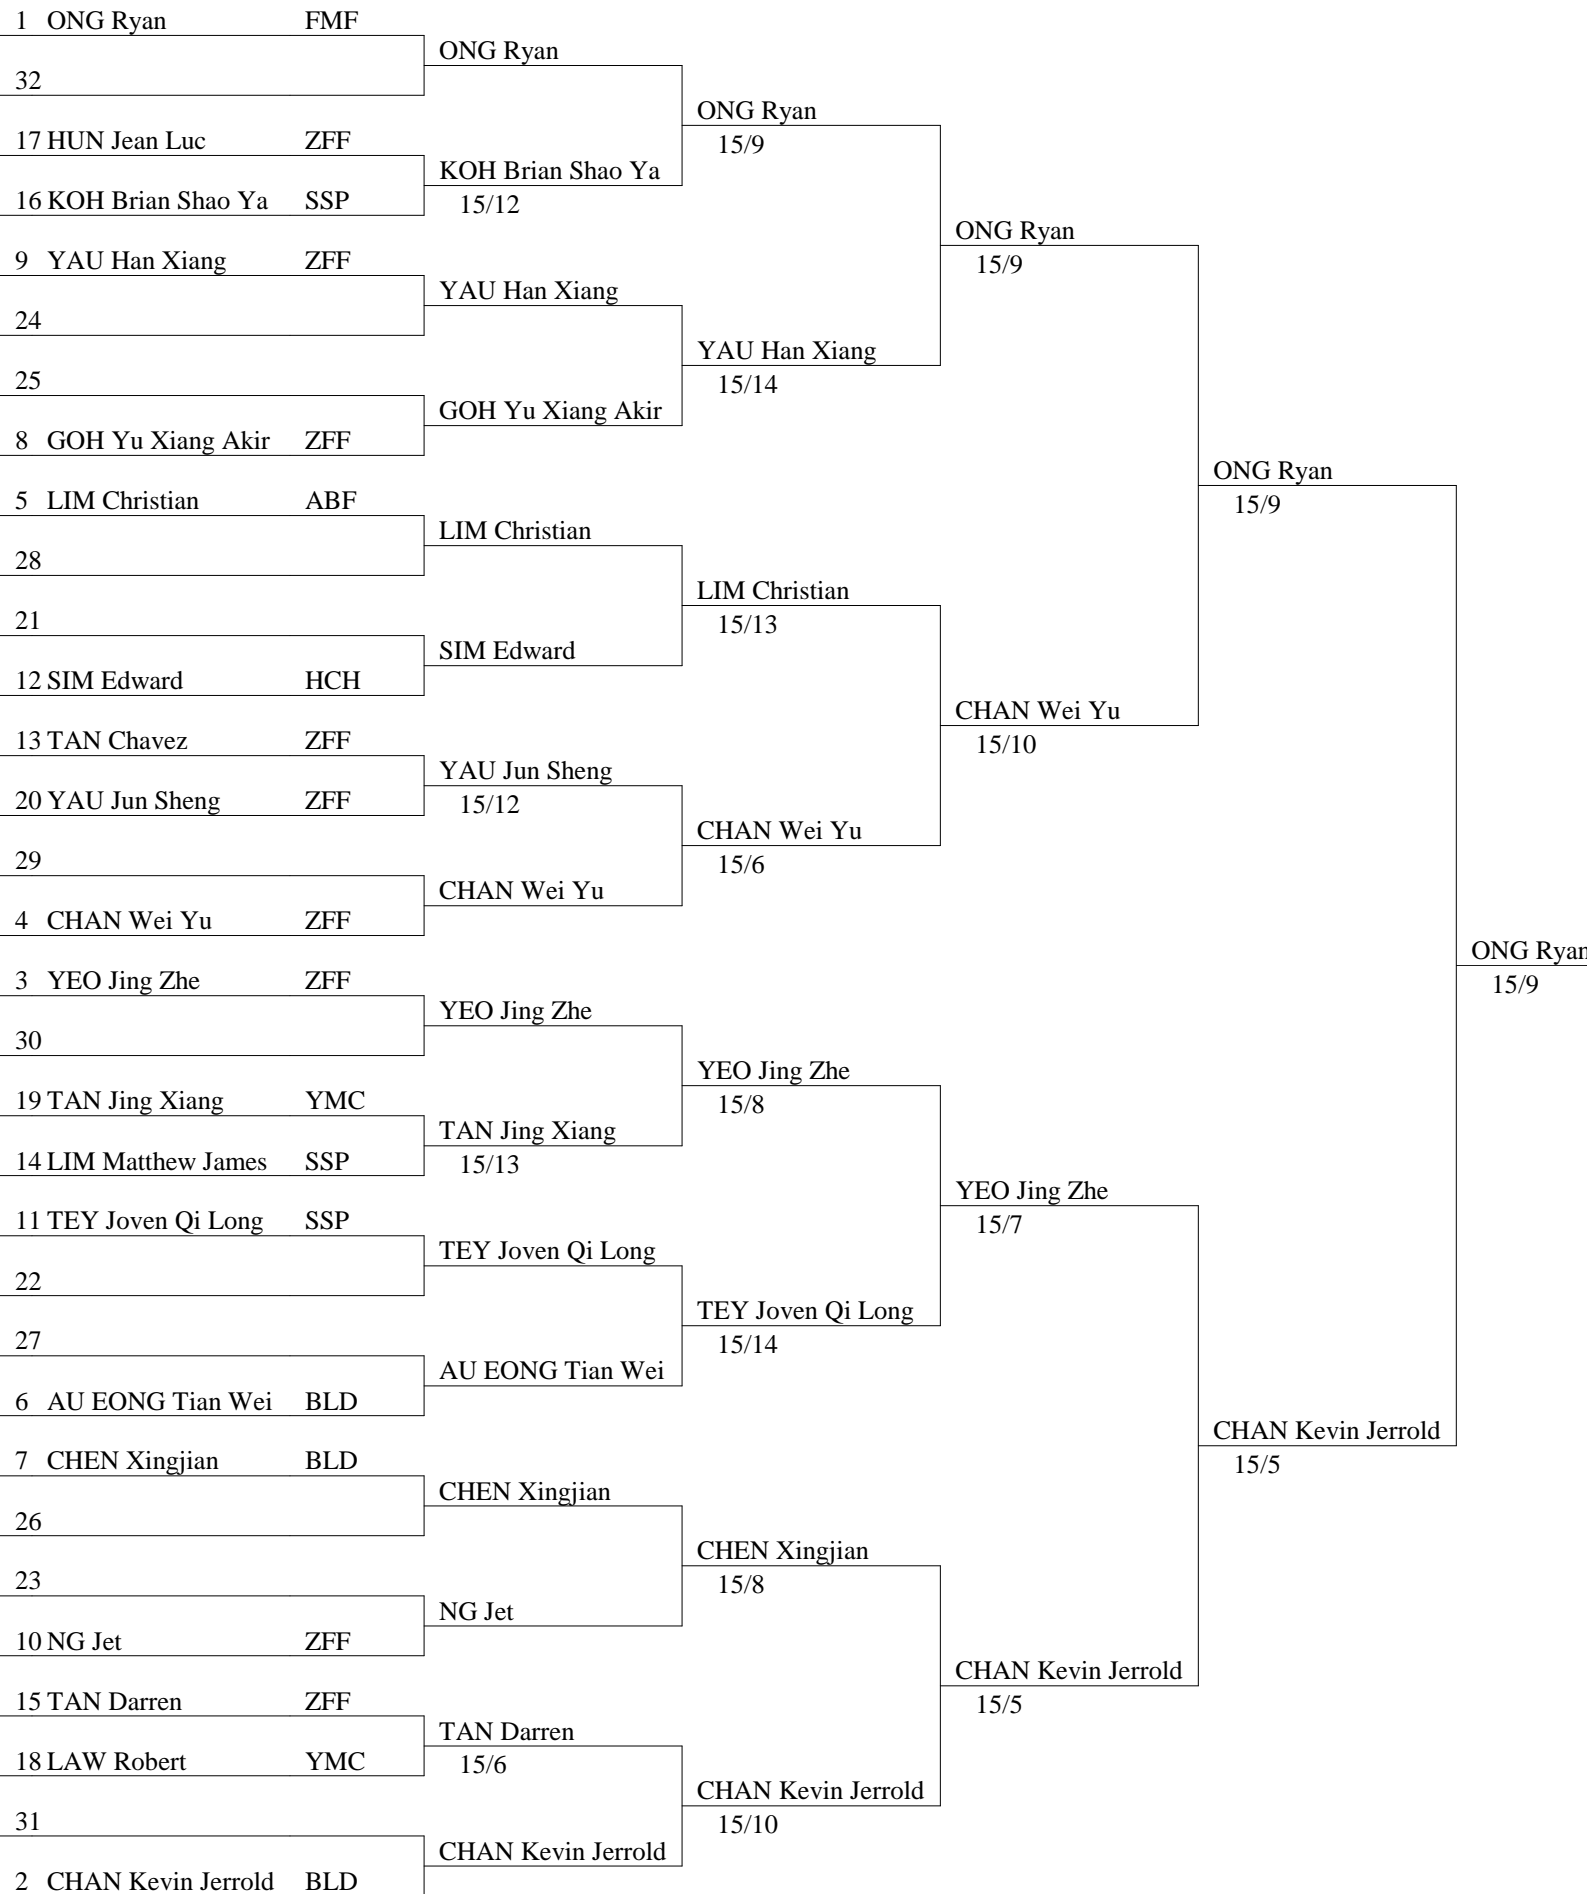 1 ONG Ryan FMF
ONG Ryan
32
ONG Ryan
15/9
17 HUN Jean Luc ZFF
KOH Brian Shao Ya
15/12
16 KOH Brian Shao Ya SSP
ONG Ryan
15/9
9 YAU Han Xiang ZFF
YAU Han Xiang
24
YAU Han Xiang
15/14
25
GOH Yu Xiang Akir
8 GOH Yu Xiang Akir ZFF
ONG Ryan
15/9
5 LIM Christian ABF
LIM Christian
28
LIM Christian
15/13
21
SIM Edward
12 SIM Edward HCH
CHAN Wei Yu
15/10
13 TAN Chavez ZFF
YAU Jun Sheng
15/12
20 YAU Jun Sheng ZFF
CHAN Wei Yu
15/6
29
CHAN Wei Yu
4 CHAN Wei Yu ZFF
ONG Ryan
15/9
3 YEO Jing Zhe ZFF
YEO Jing Zhe
30
YEO Jing Zhe
15/8
19 TAN Jing Xiang YMC
TAN Jing Xiang
15/13
14 LIM Matthew James SSP
YEO Jing Zhe
15/7
11 TEY Joven Qi Long SSP
TEY Joven Qi Long
22
TEY Joven Qi Long
15/14
27
AU EONG Tian Wei
6 AU EONG Tian Wei BLD
CHAN Kevin Jerrold
15/5
7 CHEN Xingjian BLD
CHEN Xingjian
26
CHEN Xingjian
15/8
23
NG Jet
10 NG Jet ZFF
CHAN Kevin Jerrold
15/5
15 TAN Darren ZFF
TAN Darren
15/6
18 LAW Robert YMC
CHAN Kevin Jerrold
15/10
31
CHAN Kevin Jerrold
2 CHAN Kevin Jerrold BLD